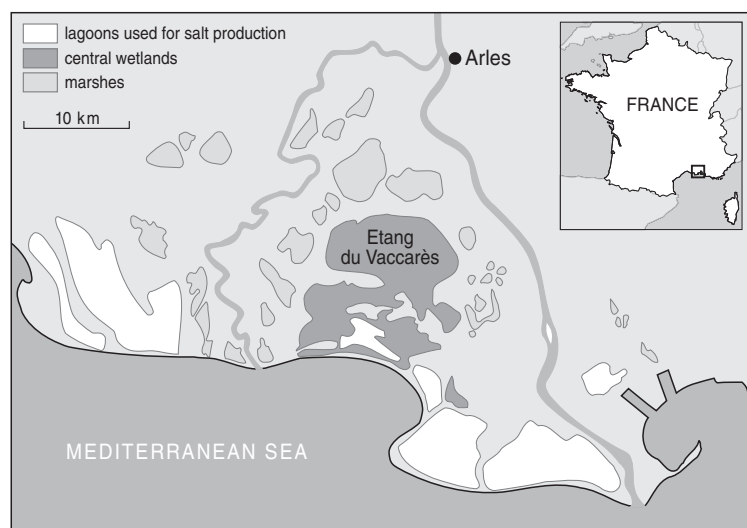 lagoons used for salt production
central wetlands
marshes
10 km
Arles
FRANCE
Etang
du Vaccarès
MEDITERRANEAN SEA